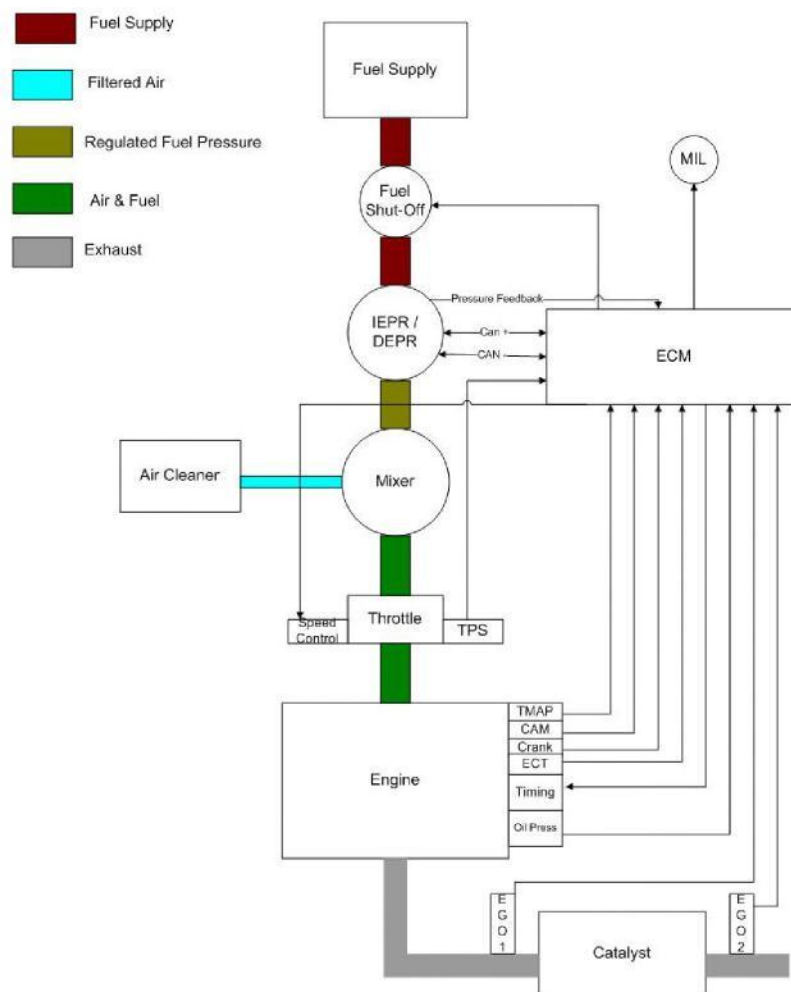 Fuel Supply
Filtered Air
Regulated Fuel Pressure
Air & Fuel
Exhaust
Fuel Supply
Fuel
Shut-Off
MIL
IEPR /
DEPR
Pressure Feedback
Can +
CAN -
ECM
Air Cleaner
Mixer
Speed
Control
Throttle
TPS
Engine
TMAP
CAM
Crank
ECT
Timing
Oil Press
E
G
O
1
Catalyst
E
G
O
2